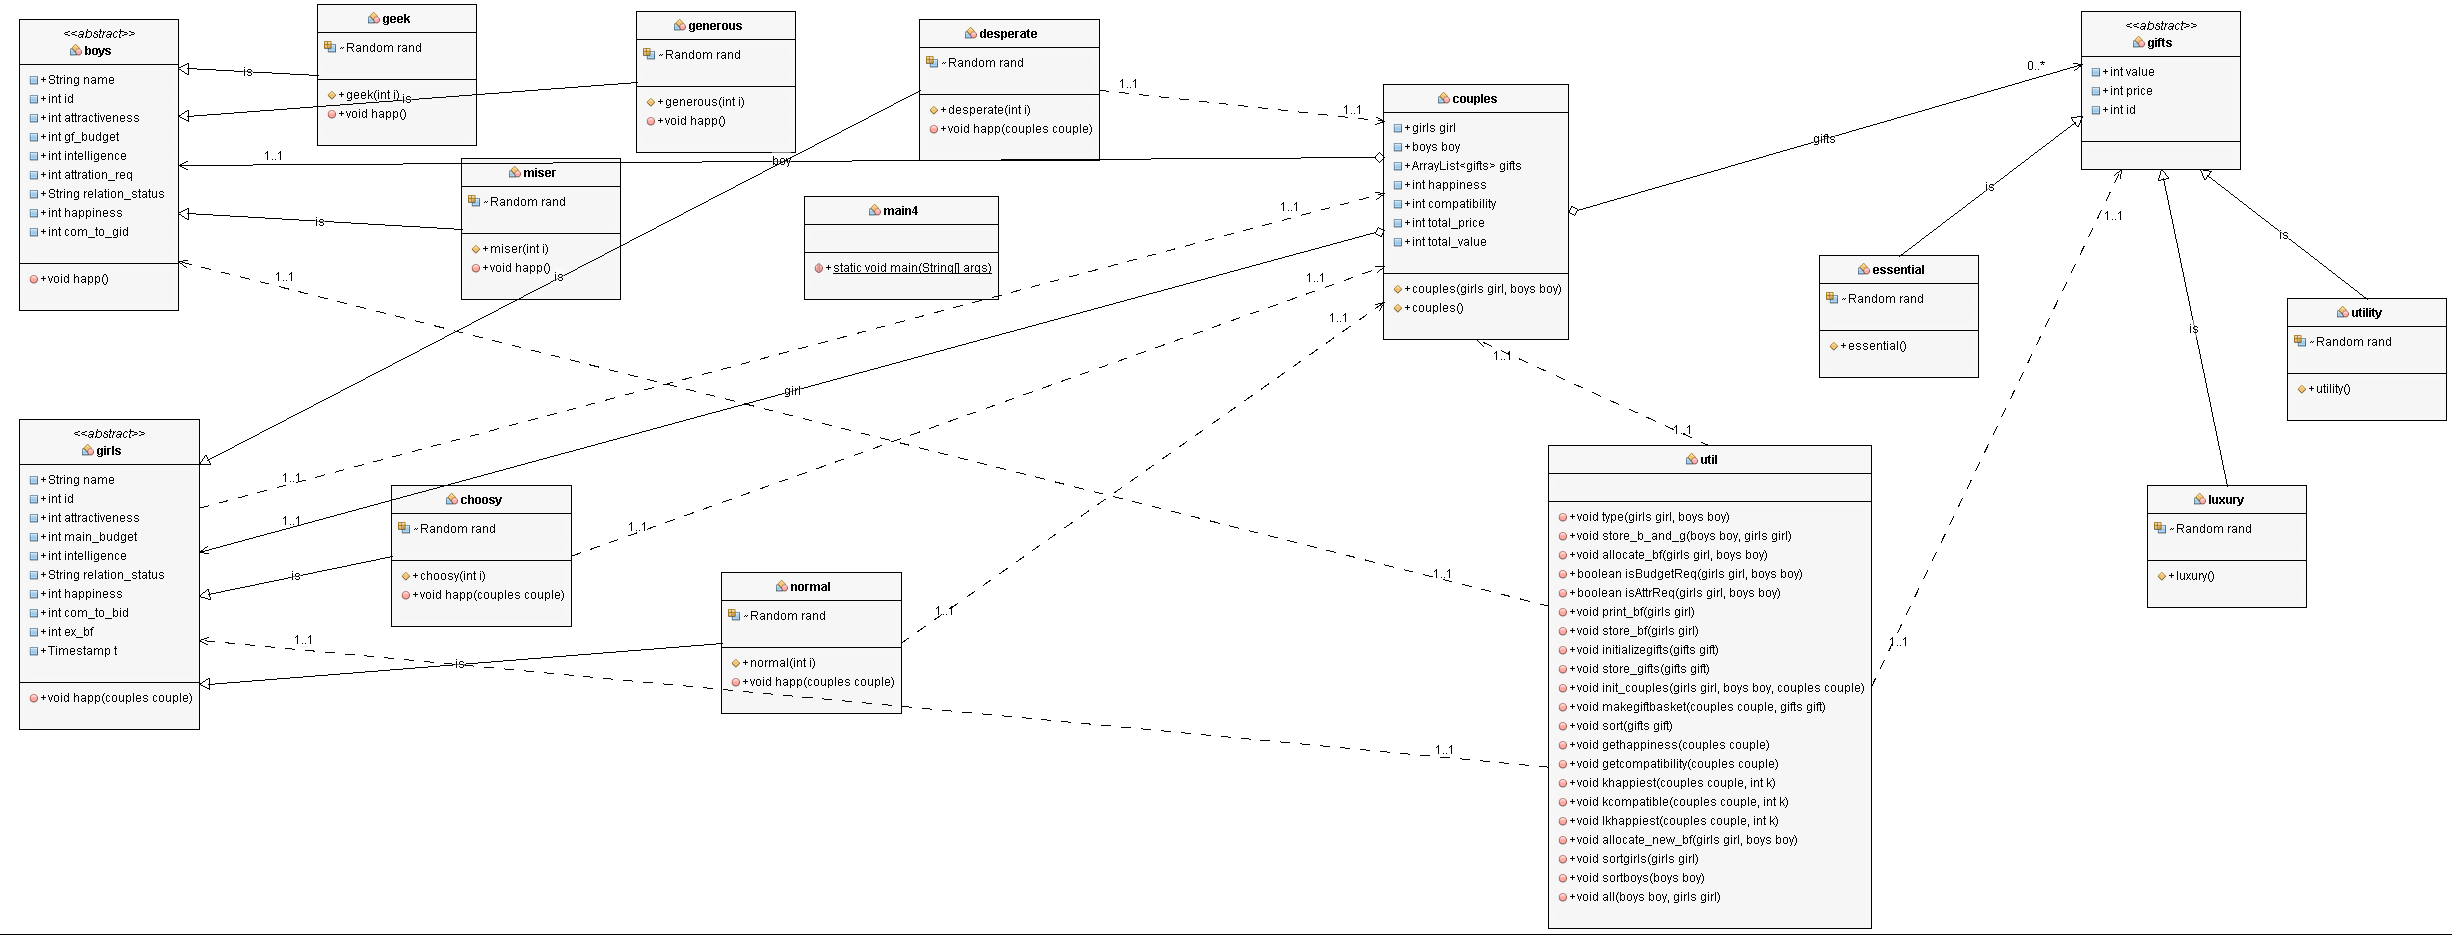 <<abstract>>
boys
+String name
+int id
+int attractiveness
+int gf_budget
+int intelligence
+int attration_req
+String relation_status
+int happiness
+int com_to_gid
+void happ()
geek
~Random rand
+geek(int i)
+void happ()
generous
~Random rand
+generous(int i)
+void happ()
desperate
~Random rand
+desperate(int i)
+void happ(couples couple)
miser
~Random rand
+miser(int i)
+void happ()
main4
+static void main(String[] args)
couples
+girls girl
+boys boy
+ArrayList<gifts> gifts
+int happiness
+int compatibility
+int total_price
+int total_value
+couples(girls girl, boys boy)
+couples()
<<abstract>>
gifts
+int value
+int price
+int id
essential
~Random rand
+essential()
utility
~Random rand
+utility()
luxury
~Random rand
+luxury()
<<abstract>>
girls
+String name
+int id
+int attractiveness
+int main_budget
+int intelligence
+String relation_status
+int happiness
+int com_to_bid
+int ex_bf
+Timestamp t
+void happ(couples couple)
choosy
~Random rand
+choosy(int i)
+void happ(couples couple)
normal
~Random rand
+normal(int i)
+void happ(couples couple)
util
+void type(girls girl, boys boy)
+void store_b_and_g(boys boy, girls girl)
+void allocate_bf(girls girl, boys boy)
+boolean isBudgetReq(girls girl, boys boy)
+boolean isAttrReq(girls girl, boys boy)
+void print_bf(girls girl)
+void store_bf(girls girl)
+void initializegifts(gifts gift)
+void store_gifts(gifts gift)
+void init_couples(girls girl, boys boy, couples couple)
+void makegiftbasket(couples couple, gifts gift)
+void sort(gifts gift)
+void gethappiness(couples couple)
+void getcompatibility(couples couple)
+void khappiest(couples couple, int k)
+void kcompatible(couples couple, int k)
+void lkhappiest(couples couple, int k)
+void allocate_new_bf(girls girl, boys boy)
+void sortgirls(girls girl)
+void sortboys(boys boy)
+void all(boys boy, girls girl)
is
is
1..1
boy
is
is
1..1
1..1
1..1
0..*
gifts
1..1
1..1
1..1
1..1
1..1
1..1
girl
1..1
1..1
is
1..1
1..1
1..1
is
1..1
1..1
1..1
1..1
is
is
is